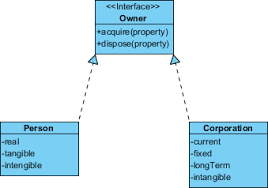 <<Interface>>
Owner
+acquire(property)
+dispose(property)
Person
-real
-tangible
-intengible
Corporation
-current
-fixed
-longTerm
-intangible